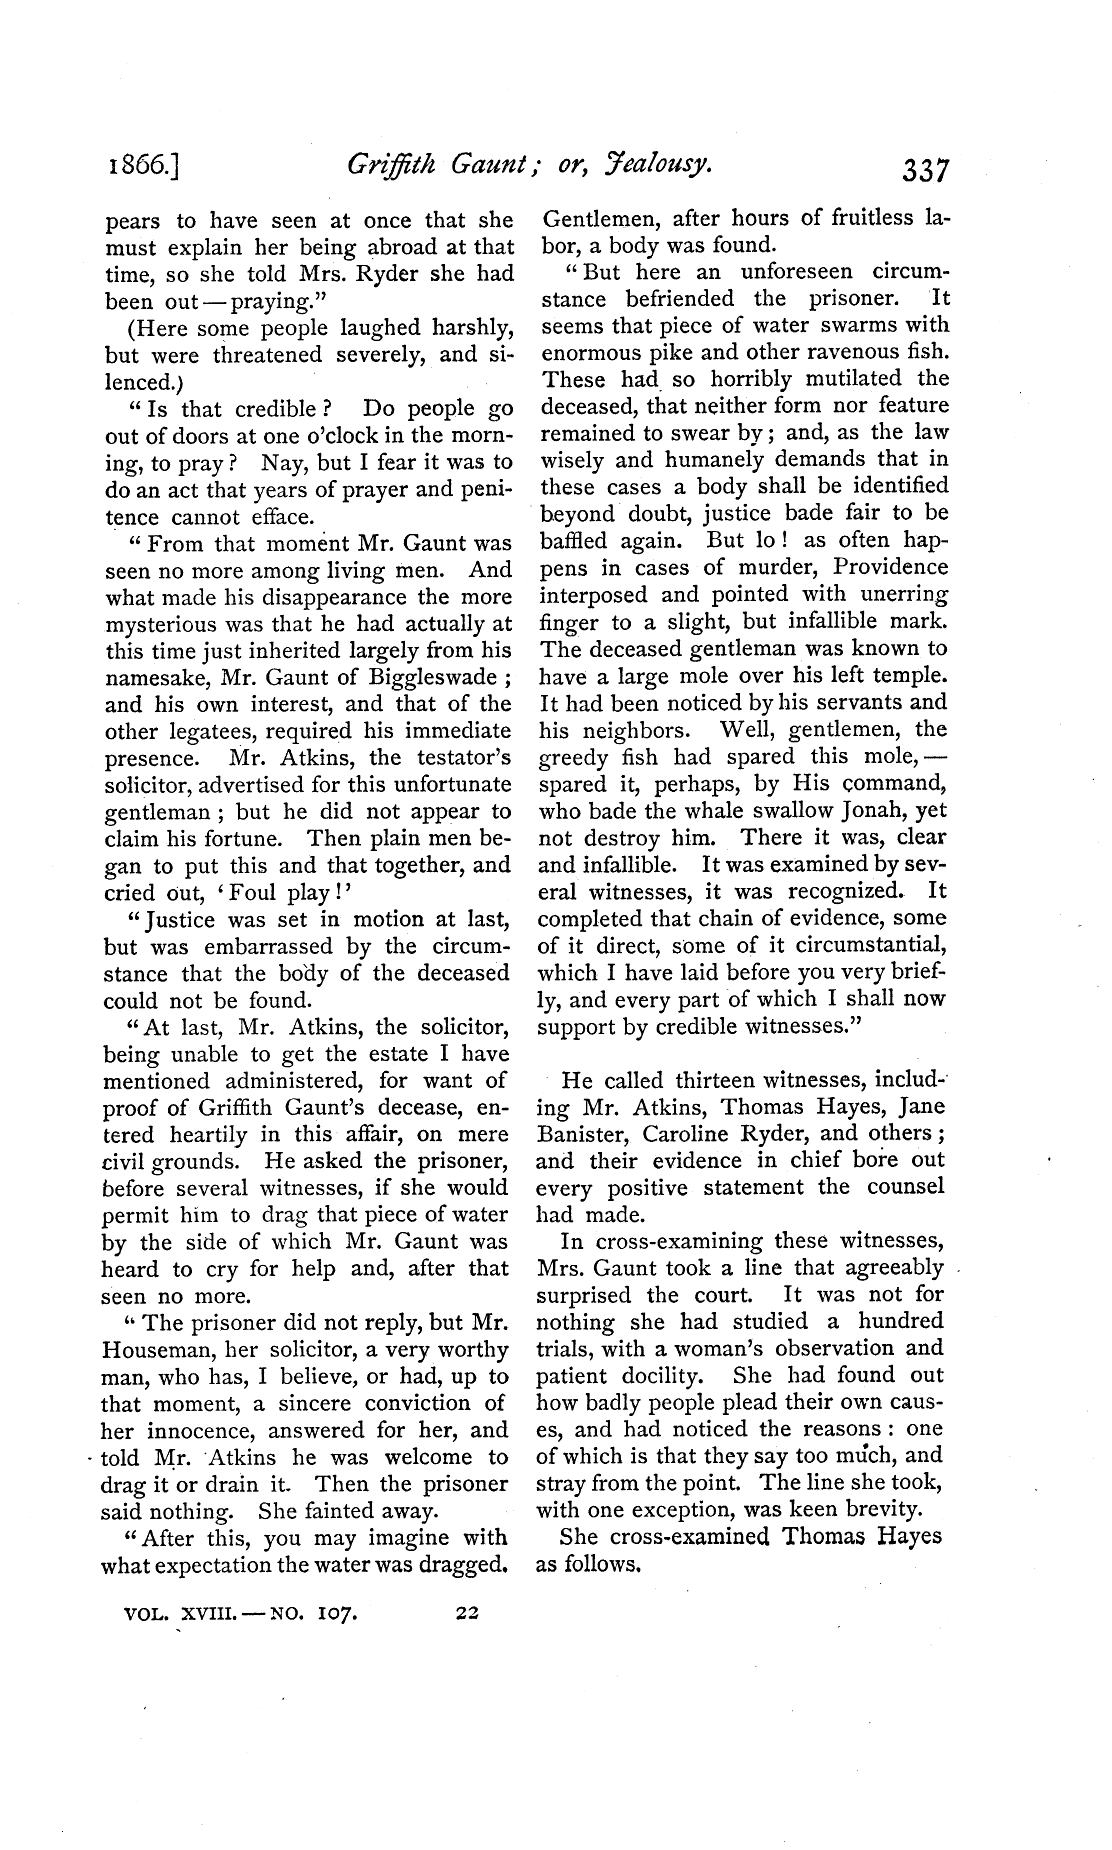 1866.] Griffith Gaunt; or, Jealousy. 337
pears to have seen at once that she
must explain her being abroad at that
time, so she told Mrs. Ryder she had
been out—praying.”
(Here some people laughed harshly,
but were threatened severely, and si-
lenced.)
“Is that credible? Do people go
out of doors at one o’clock in the morn-
ing, to pray? Nay, but I fear it was to
do an act that years of prayer and peni-
tence cannot efface.
“From that moment Mr. Gaunt was
seen no more among living men. And
what made his disappearance the more
mysterious was that he had actually at
this time just inherited largely from his
namesake, Mr. Gaunt of Biggleswade;
and his own interest, and that of the
other legatees, required his immediate
presence. Mr. Atkins, the testator’s
solicitor, advertised for this unfortunate
gentleman; but he did not appear to
claim his fortune. Then plain men be-
gan to put this and that together, and
cried out, ‘Foul play!’
“Justice was set in motion at last,
but was embarrassed by the circum-
stance that the body of the deceased
could not be found.
“At last, Mr. Atkins, the solicitor,
being unable to get the estate I have
mentioned administered, for want of
proof of Griffith Gaunt’s decease, en-
tered heartily in this affair, on mere
civil grounds. He asked the prisoner,
before several witnesses, if she would
permit him to drag that piece of water
by the side of which Mr. Gaunt was
heard to cry for help and, after that
seen no more.
“The prisoner did not reply, but Mr.
Houseman, her solicitor, a very worthy
man, who has, I believe, or had, up to
that moment, a sincere conviction of
her innocence, answered for her, and
told Mr. Atkins he was welcome to
drag it or drain it. Then the prisoner
said nothing. She fainted away.
“After this, you may imagine with
what expectation the water was dragged.
Gentlemen, after hours of fruitless la-
bor, a body was found.
“But here an unforeseen circum-
stance befriended the prisoner. It
seems that piece of water swarms with
enormous pike and other ravenous fish.
These had so horribly mutilated the
deceased, that neither form nor feature
remained to swear by; and, as the law
wisely and humanely demands that in
these cases a body shall be identified
beyond doubt, justice bade fair to be
baffled again. But lo! as often hap-
pens in cases of murder, Providence
interposed and pointed with unerring
finger to a slight, but infallible mark.
The deceased gentleman was known to
have a large mole over his left temple.
It had been noticed by his servants and
his neighbors. Well, gentlemen, the
greedy fish had spared this mole,—
spared it, perhaps, by His command,
who bade the whale swallow Jonah, yet
not destroy him. There it was, clear
and infallible. It was examined by sev-
eral witnesses, it was recognized. It
completed that chain of evidence, some
of it direct, some of it circumstantial,
which I have laid before you very brief-
ly, and every part of which I shall now
support by credible witnesses.”
He called thirteen witnesses, includ-
ing Mr. Atkins, Thomas Hayes, Jane
Banister, Caroline Ryder, and others;
and their evidence in chief bore out
every positive statement the counsel
had made.
In cross-examining these witnesses,
Mrs. Gaunt took a line that agreeably
surprised the court. It was not for
nothing she had studied a hundred
trials, with a woman’s observation and
patient docility. She had found out
how badly people plead their own caus-
es, and had noticed the reasons: one
of which is that they say too much, and
stray from the point. The line she took,
with one exception, was keen brevity.
She cross-examined Thomas Hayes
as follows.
VOL. XVIII.—NO. 107. 22